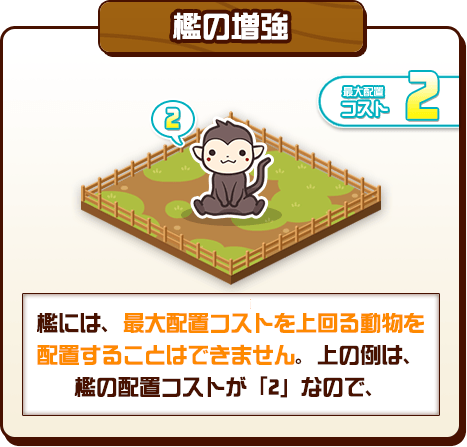 檻の増強
最大配置
コスト 2
2
檻には、最大配置コストを上回る動物を
配置することはできません。上の例は、
檻の配置コストが「2」なので、